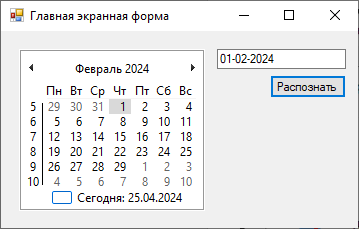 Главная экранная форма
Февраль 2024
Пн Вт Ср Чт Пт Сб Вс
5 29 30 31 1 2 3 4
6 5 6 7 8 9 10 11
7 12 13 14 15 16 17 18
8 19 20 21 22 23 24 25
9 26 27 28 29 1 2 3
10 4 5 6 7 8 9 10
Сегодня: 25.04.2024
01-02-2024
Распознать